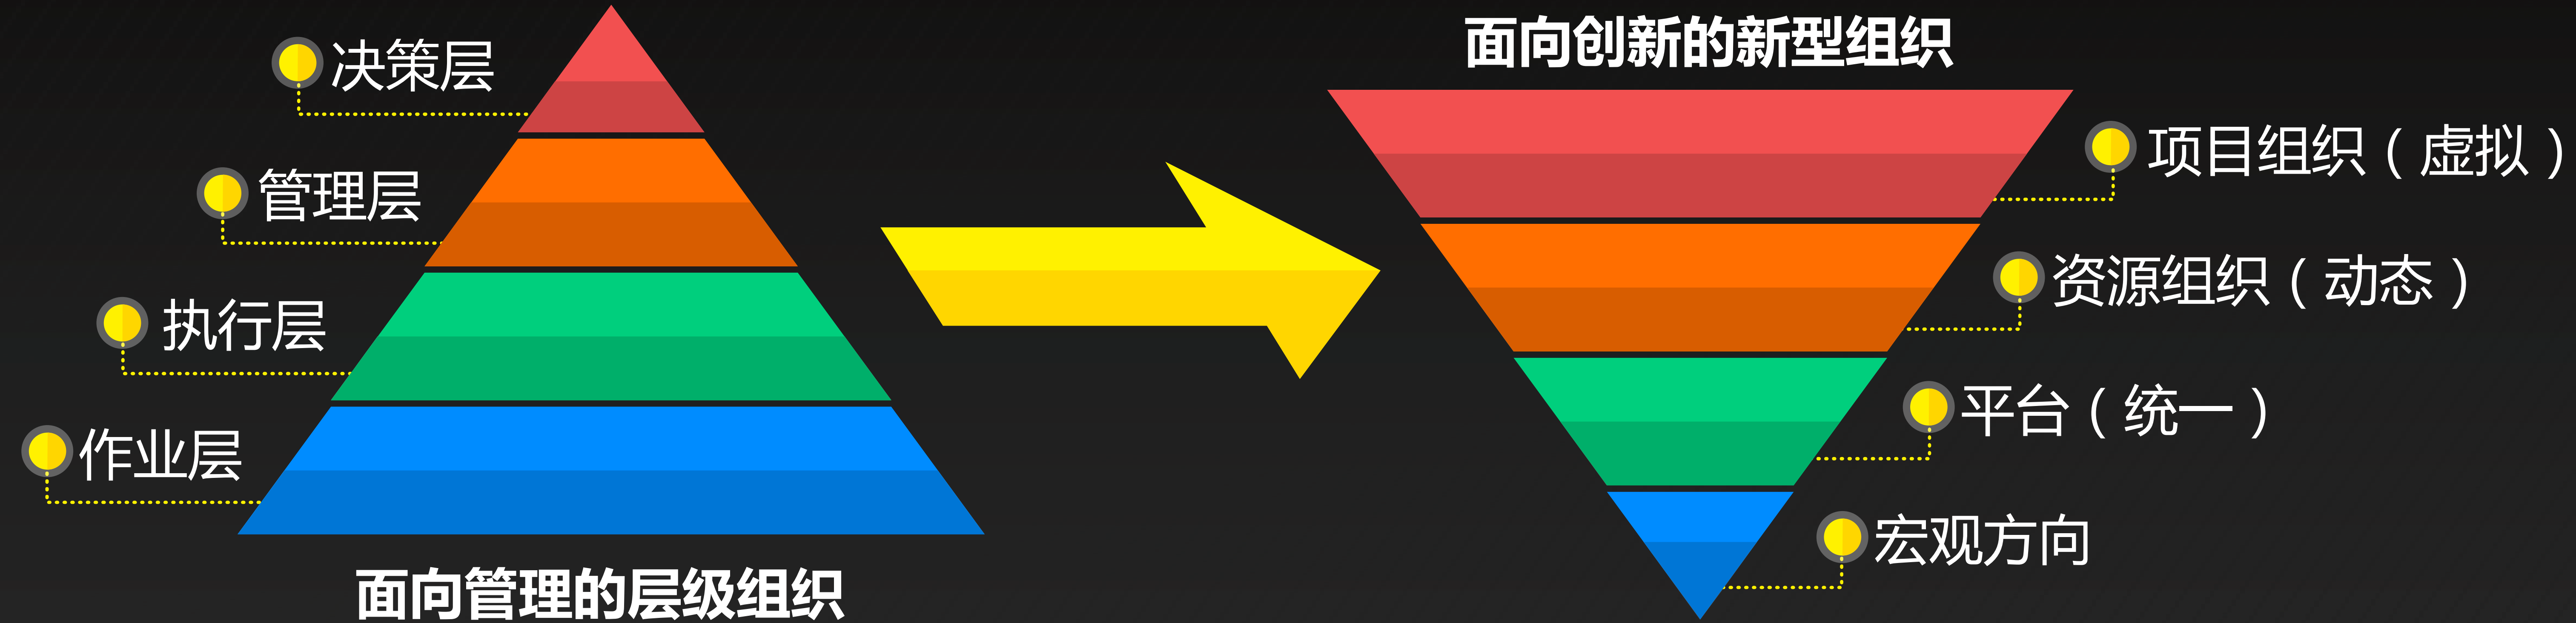 决策层
管理层
执行层
作业层
面向管理的层级组织
面向创新的新型组织
项目组织（虚拟）
资源组织（动态）
平台（统一）
宏观方向